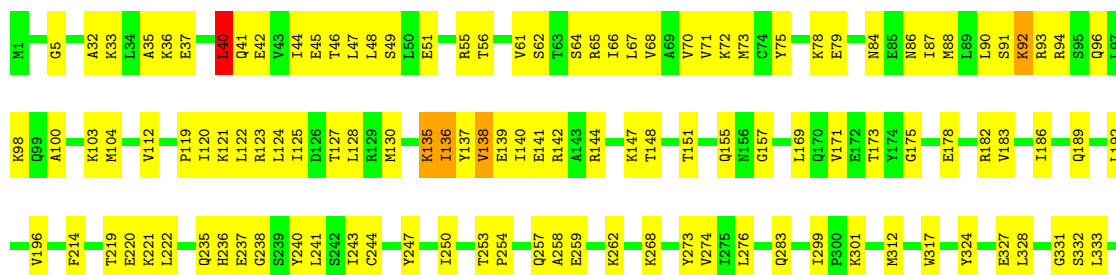 M1 G5 A32 K33 L34 A35 K36 E37 L40 Q41 E42 V43 I44 E45 T46 L47 L48 S49 L50 E51 R55 T56 V61 S62 T63 S64 R65 I66 L67 V68 A69 V70 V71 K72 M73 C74 Y75 K78 E79 N84 E85 N86 I87 M88 L89 L90 S91 K92 R93 R94 S95 Q96 L97
K98 Q99 A100 K103 M104 V112 P119 I120 K121 L122 R123 L124 I125 D126 T127 L128 R129 M130 K135 I136 Y137 V138 E139 I140 E141 R142 A143 R144 K147 T148 T151 Q155 N156 G157 L169 Q170 V171 E172 T173 Y174 G175 E178 R182 V183 I186 Q189 L192
V196 F214 T219 E220 K221 L222 Q235 H236 E237 G238 S239 Y240 L241 S242 I243 C244 Y247 I250 T253 P254 Q257 A258 E259 K262 K268 Y273 V274 I275 L276 Q283 I299 P300 K301 M312 W317 Y324 E327 L328 G331 S332 L333